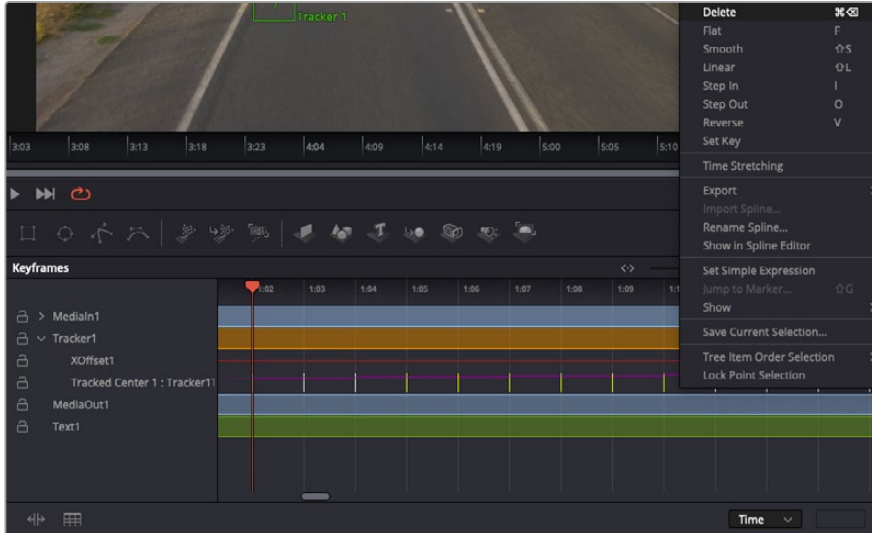 Tracker 1
Delete ⌘⌫
Flat F
Smooth ⇧S
Linear ⇧L
Step In I
Step Out O
Reverse V
Set Key
Time Stretching
Export
Import Spline...
Rename Spline...
Show in Spline Editor
Set Simple Expression
Jump to Marker... ⇧G
Show
Save Current Selection...
Tree Item Order Selection
Lock Point Selection
3:03 3:08 3:13 3:18 3:23 4:04 4:09 4:14 4:19 5:00 5:05 5:10
Keyframes
1:02 1:03 1:04 1:05 1:06 1:07 1:08 1:09
MediaIn1
Tracker1
XOffset1
Tracked Center 1 : Tracker1
MediaOut1
Text1
Time